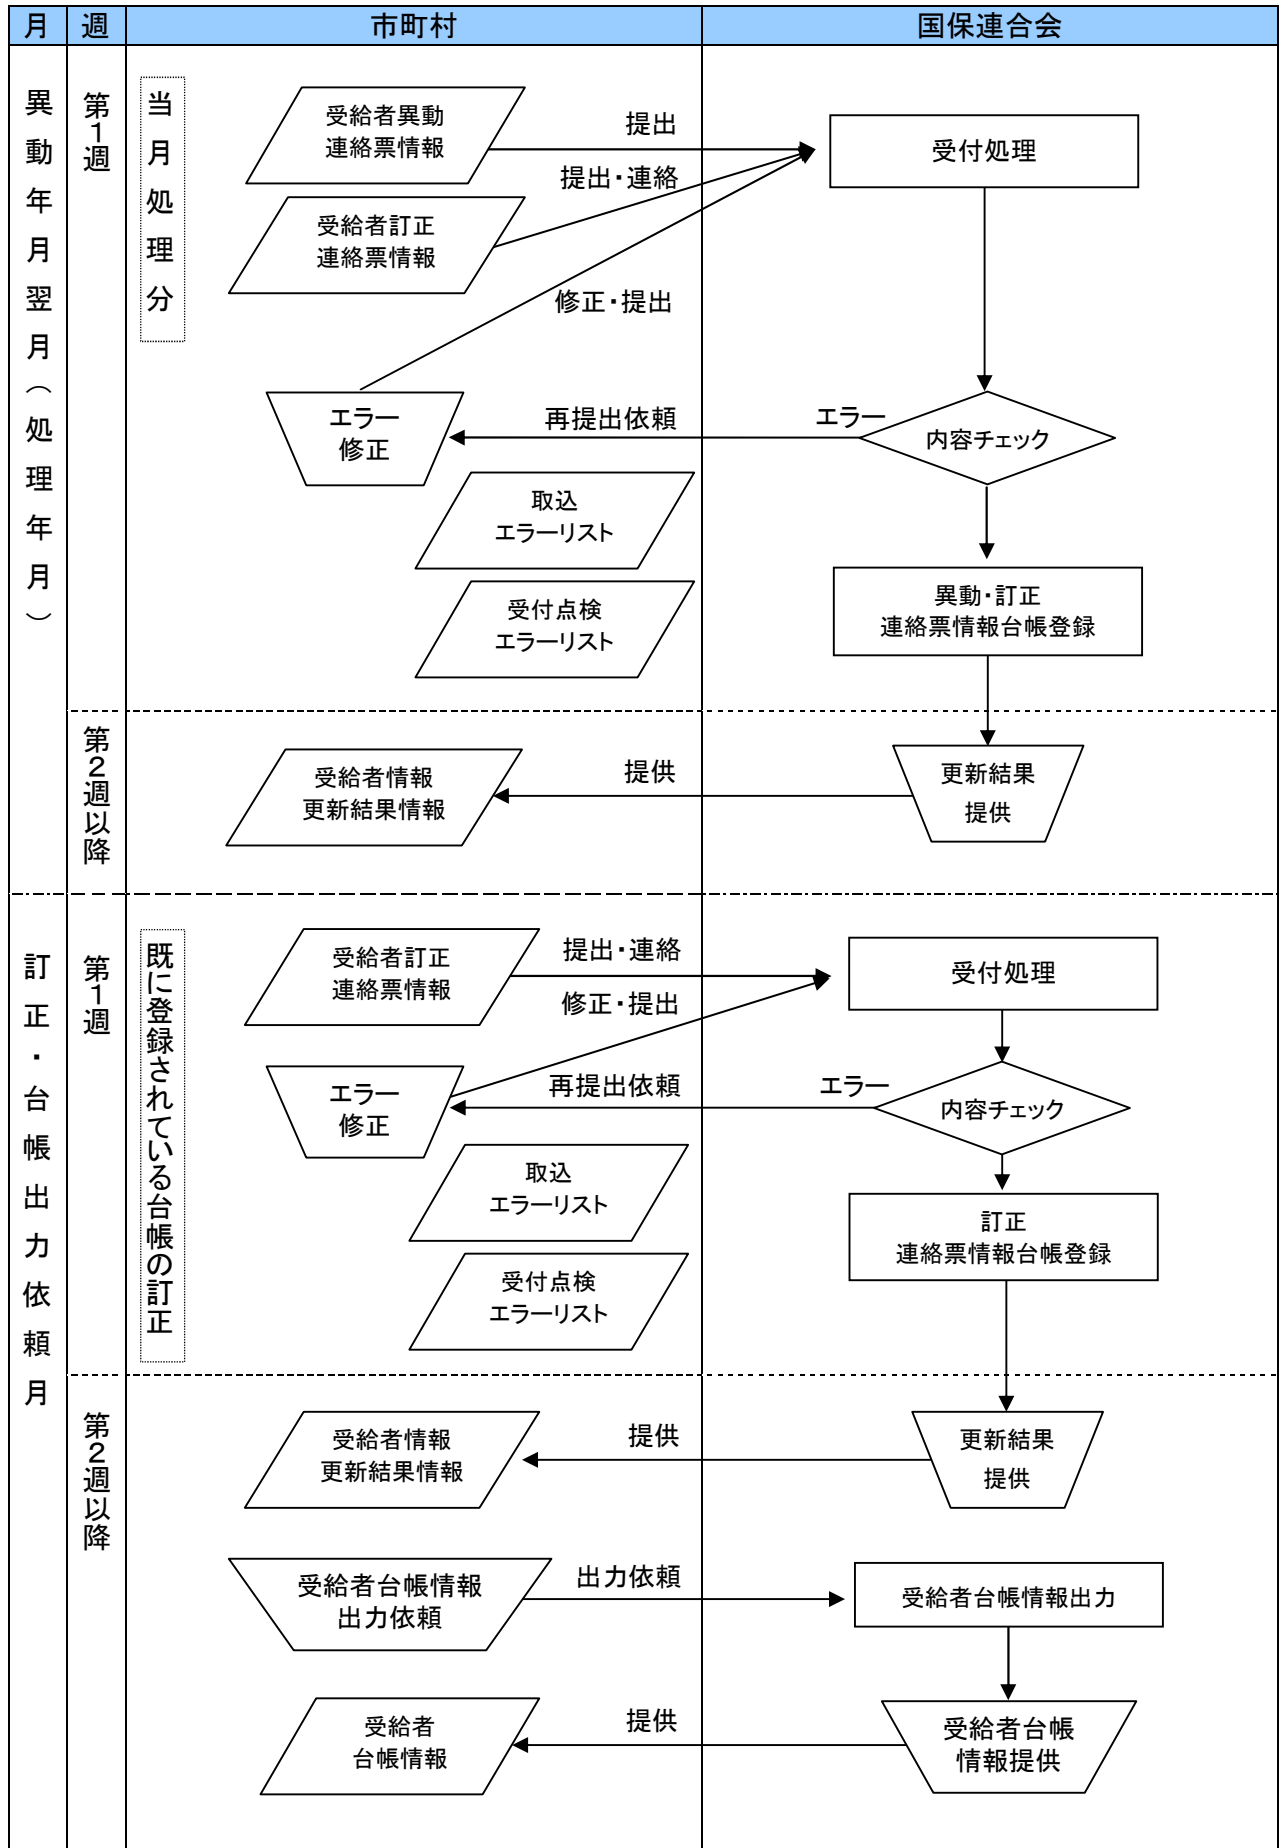 月
週
市町村
国保連合会
異動年月翌月（処理年月）
第1週
当月処理分
受給者異動
連絡票情報
提出
受付処理
提出・連絡
受給者訂正
連絡票情報
修正・提出
エラー
修正
再提出依頼
エラー
内容チェック
取込
エラーリスト
異動・訂正
連絡票情報台帳登録
受付点検
エラーリスト
第2週以降
受給者情報
更新結果情報
提供
更新結果
提供
訂正・台帳出力依頼月
第1週
既に登録されている台帳の訂正
受給者訂正
連絡票情報
提出・連絡
受付処理
修正・提出
エラー
修正
再提出依頼
エラー
内容チェック
取込
エラーリスト
訂正
連絡票情報台帳登録
受付点検
エラーリスト
第2週以降
受給者情報
更新結果情報
提供
更新結果
提供
受給者台帳情報
出力依頼
出力依頼
受給者台帳情報出力
受給者
台帳情報
提供
受給者台帳
情報提供